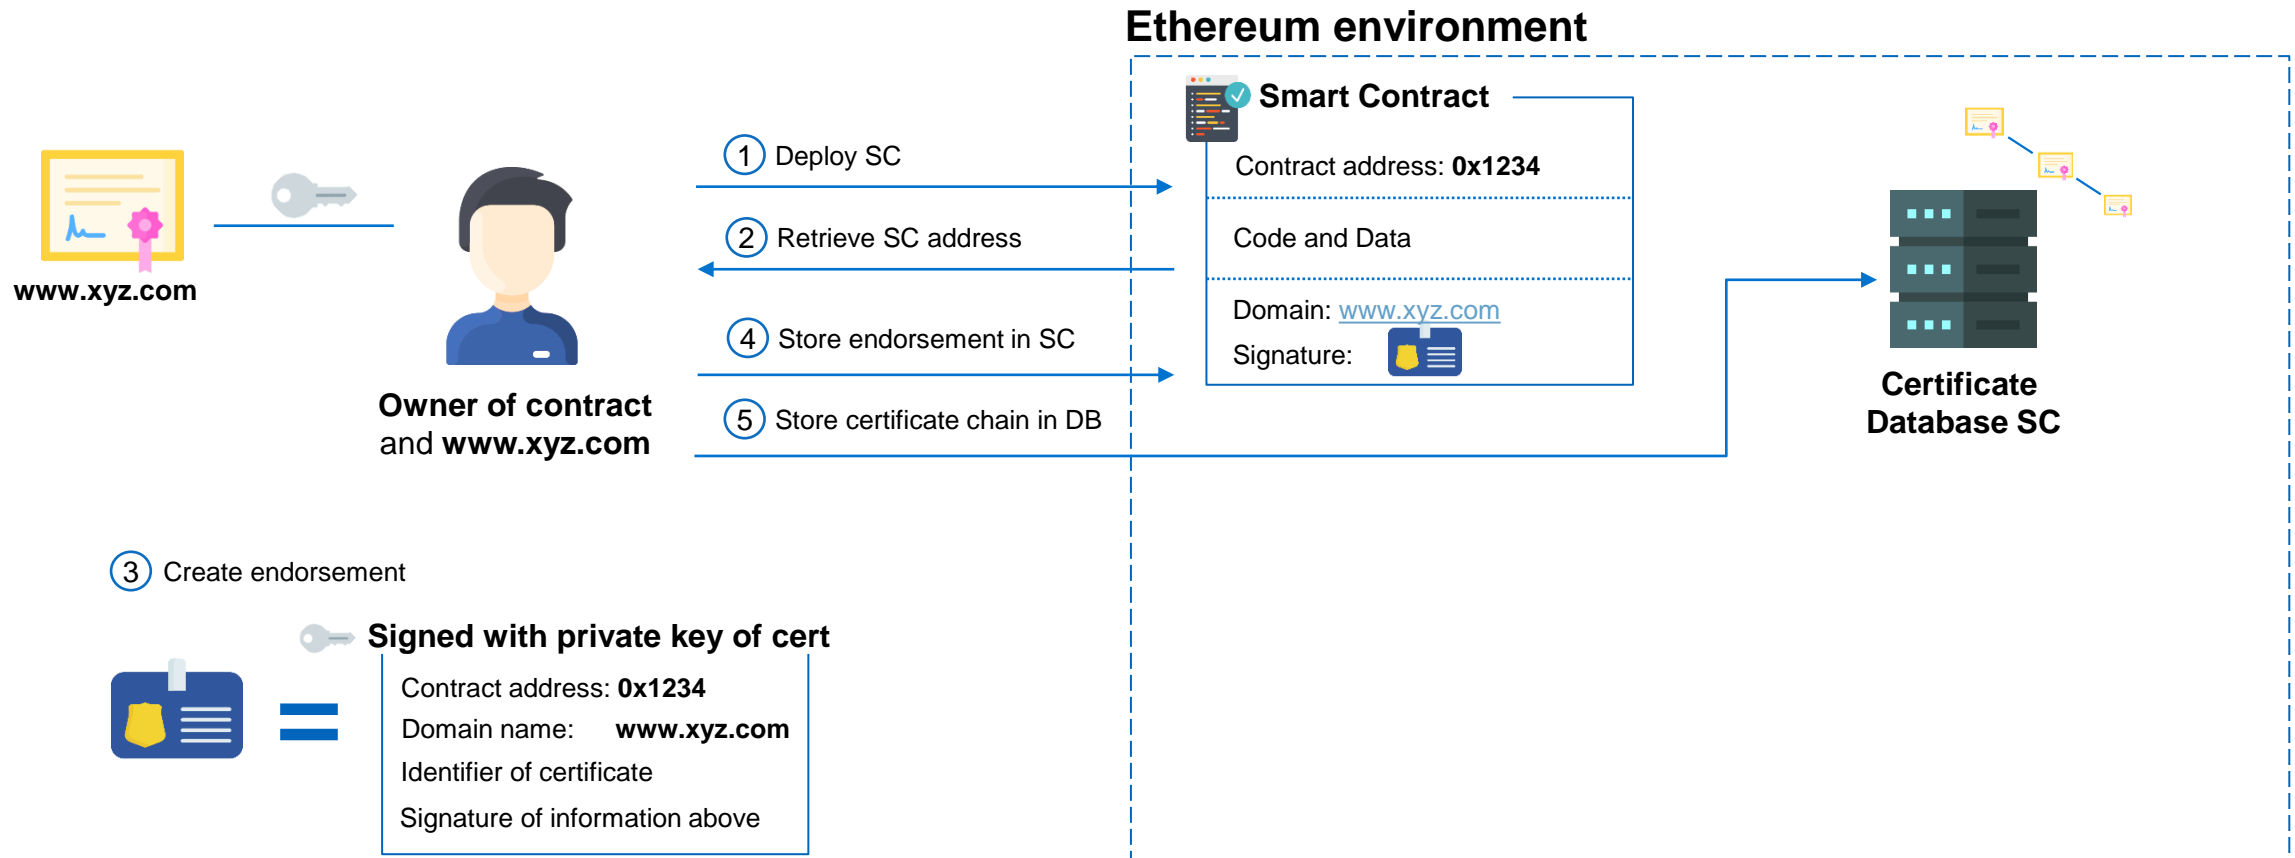 Ethereum environment
Smart Contract
Contract address: 0x1234
Code and Data
Domain: www.xyz.com
Signature:
www.xyz.com
Owner of contract
and www.xyz.com
1 Deploy SC
2 Retrieve SC address
4 Store endorsement in SC
5 Store certificate chain in DB
Certificate
Database SC
3 Create endorsement
Signed with private key of cert
Contract address: 0x1234
Domain name: www.xyz.com
Identifier of certificate
Signature of information above